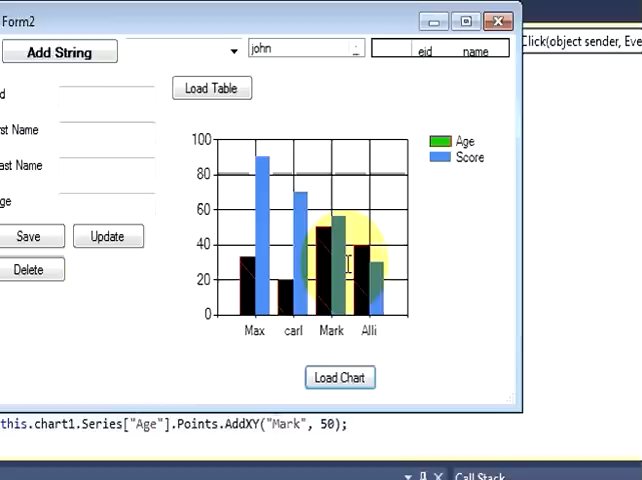 Form2
Add String
john
eid name
Click(object sender, Eve
Load Table
d
rst Name
ast Name
ge
Save
Update
Delete
100
80
60
40
20
0
Max carl Mark Alli
Age
Score
Load Chart
this.chart1.Series["Age"].Points.AddXY("Mark", 50);
Call Stack